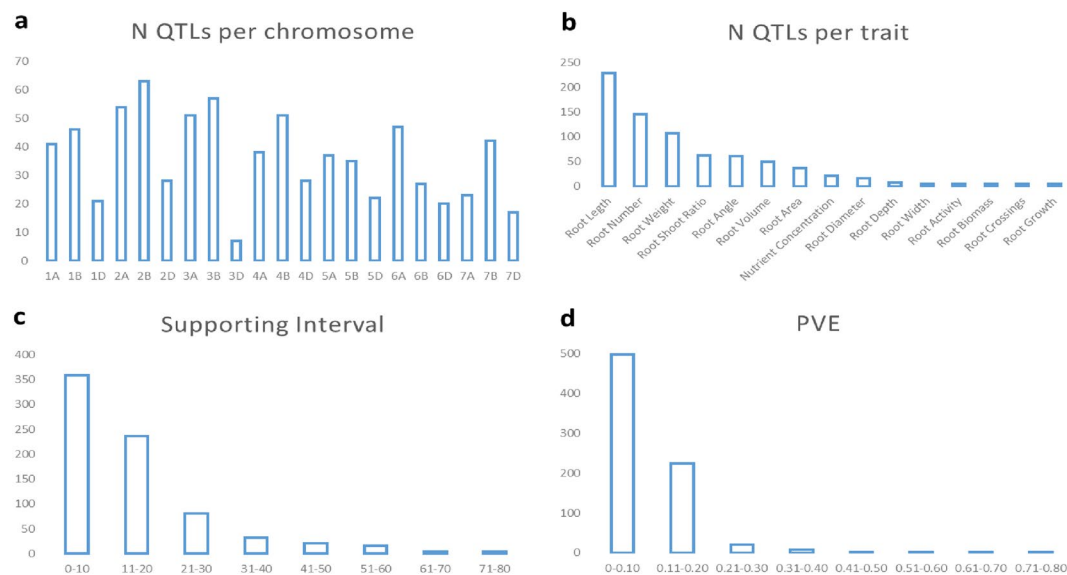 a
N QTLs per chromosome
70
60
50
40
30
20
10
0
1A 1B 1D 2A 2B 2D 3A 3B 3D 4A 4B 4D 5A 5B 5D 6A 6B 6D 7A 7B 7D
b
N QTLs per trait
250
200
150
100
50
0
Root Legth
Root Number
Root Weight
Root Shoot Ratio
Root Angle
Root Volume
Root Area
Nutrient Concentration
Root Diameter
Root Depth
Root Width
Root Activity
Root Biomass
Root Crossings
Root Growth
c
Supporting Interval
400
350
300
250
200
150
100
50
0
0-10 11-20 21-30 31-40 41-50 51-60 61-70 71-80
d
PVE
500
400
300
200
100
0
0-0.10 0.11-0.20 0.21-0.30 0.31-0.40 0.41-0.50 0.51-0.60 0.61-0.70 0.71-0.80